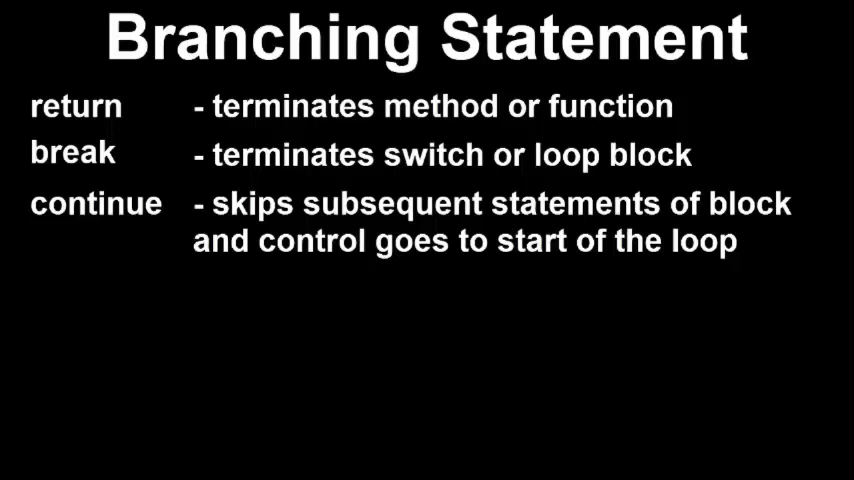 Branching Statement
return - terminates method or function
break - terminates switch or loop block
continue - skips subsequent statements of block
and control goes to start of the loop